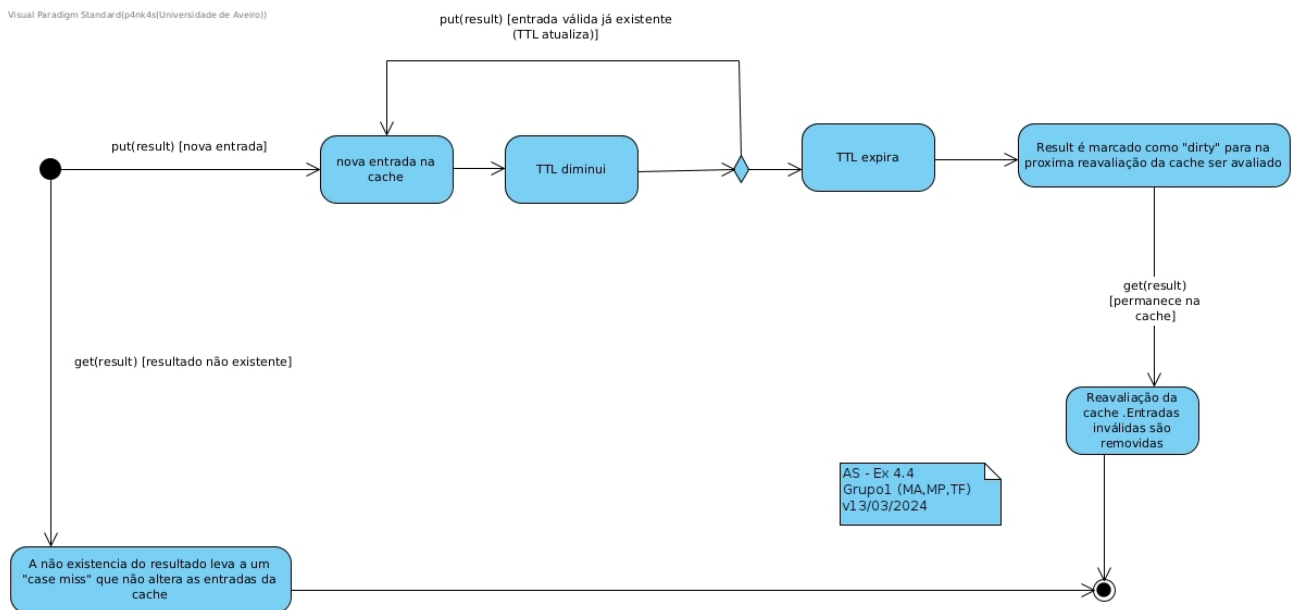 Visual Paradigm Standard(p4nk4s(Universidade de Aveiro))
put(result) [entrada válida já existente
(TTL atualiza)]
put(result) [nova entrada]
nova entrada na
cache
TTL diminui
TTL expira
Result é marcado como "dirty" para na
proxima reavaliação da cache ser avaliado
get(result)
[permanece na
cache]
get(result) [resultado não existente]
Reavaliação da
cache .Entradas
inválidas são
removidas
AS - Ex 4.4
Grupo1 (MA,MP,TF)
v13/03/2024
A não existencia do resultado leva a um
"case miss" que não altera as entradas da
cache